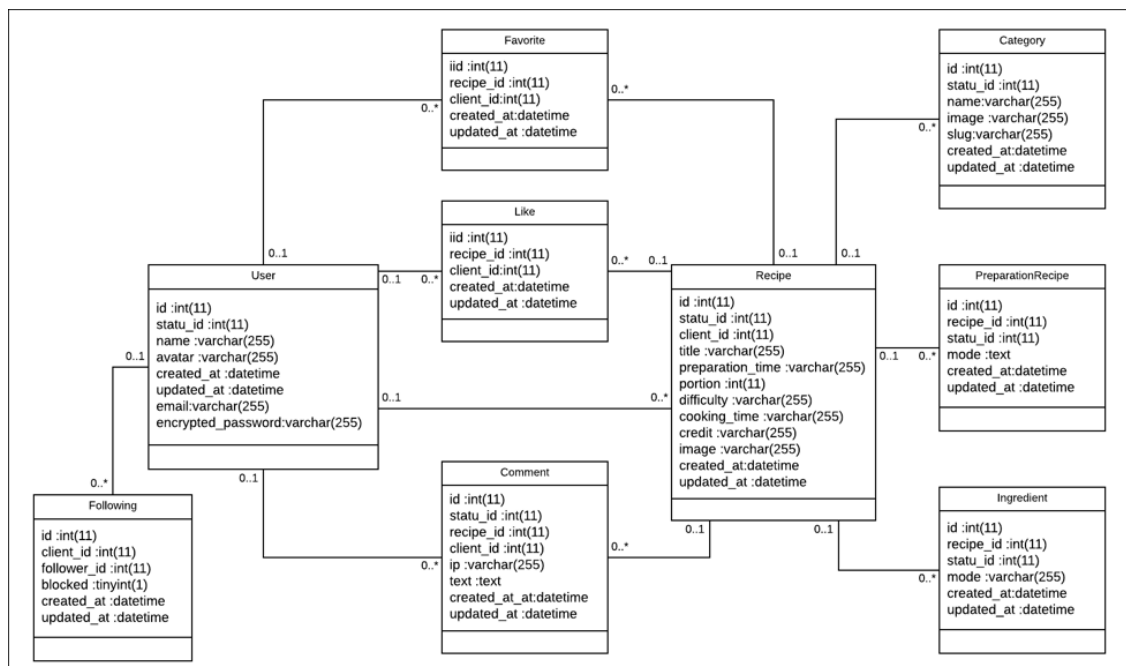 Favorite
iid :int(11)
recipe_id :int(11)
client_id:int(11)
created_at:datetime
updated_at :datetime
0..*
0..*
0..1
0..1
Category
id :int(11)
statu_id :int(11)
name:varchar(255)
image :varchar(255)
slug:varchar(255)
created_at:datetime
updated_at :datetime
0..*
0..1
Like
iid :int(11)
recipe_id :int(11)
client_id:int(11)
created_at:datetime
updated_at :datetime
0..1
0..*
0..*
0..1
User
id :int(11)
statu_id :int(11)
name :varchar(255)
avatar :varchar(255)
created_at :datetime
updated_at :datetime
email:varchar(255)
encrypted_password:varchar(255)
0..1
0..1
0..*
0..1
Recipe
id :int(11)
statu_id :int(11)
client_id :int(11)
title :varchar(255)
preparation_time :varchar(255)
portion :int(11)
difficulty :varchar(255)
cooking_time :varchar(255)
credit :varchar(255)
image :varchar(255)
created_at:datetime
updated_at :datetime
0..1
0..*
0..1
0..1
PreparationRecipe
id :int(11)
recipe_id :int(11)
statu_id :int(11)
mode :text
created_at:datetime
updated_at :datetime
Following
id :int(11)
client_id :int(11)
follower_id :int(11)
blocked :tinyint(1)
created_at :datetime
updated_at :datetime
0..*
Comment
id :int(11)
statu_id :int(11)
recipe_id :int(11)
client_id :int(11)
ip :varchar(255)
text :text
created_at_at:datetime
updated_at :datetime
0..*
0..*
Ingredient
id :int(11)
recipe_id :int(11)
statu_id :int(11)
mode :varchar(255)
created_at:datetime
updated_at :datetime
0..*